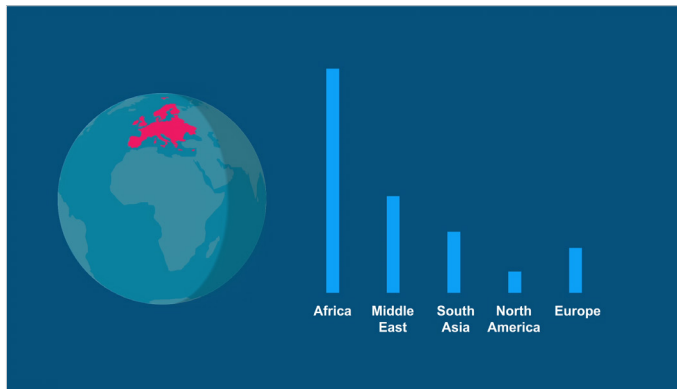 Africa
Middle
East
South
Asia
North
America
Europe